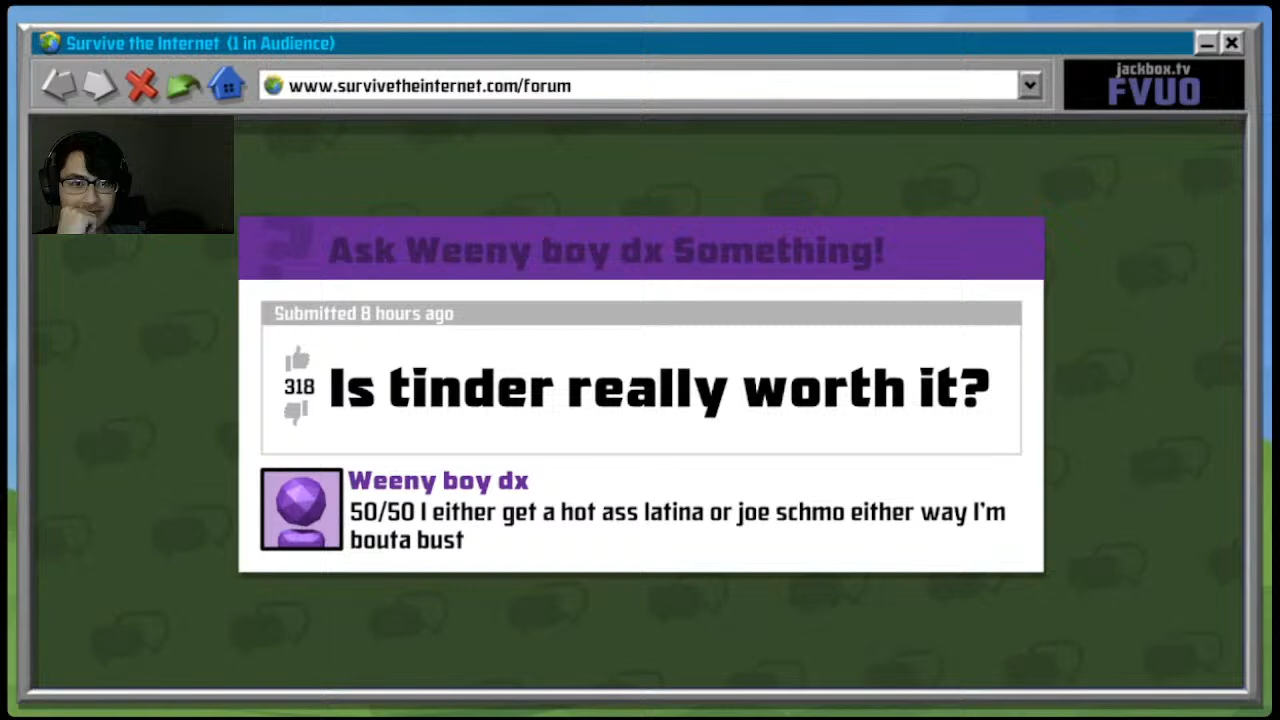 Survive the Internet (1 in Audience)
www.survivetheinternet.com/forum
jackbox.tv
FVUO
Ask Weeny boy dx Something!
Submitted 8 hours ago
318
Is tinder really worth it?
Weeny boy dx
50/50 I either get a hot ass latina or joe schmo either way I'm
bouta bust